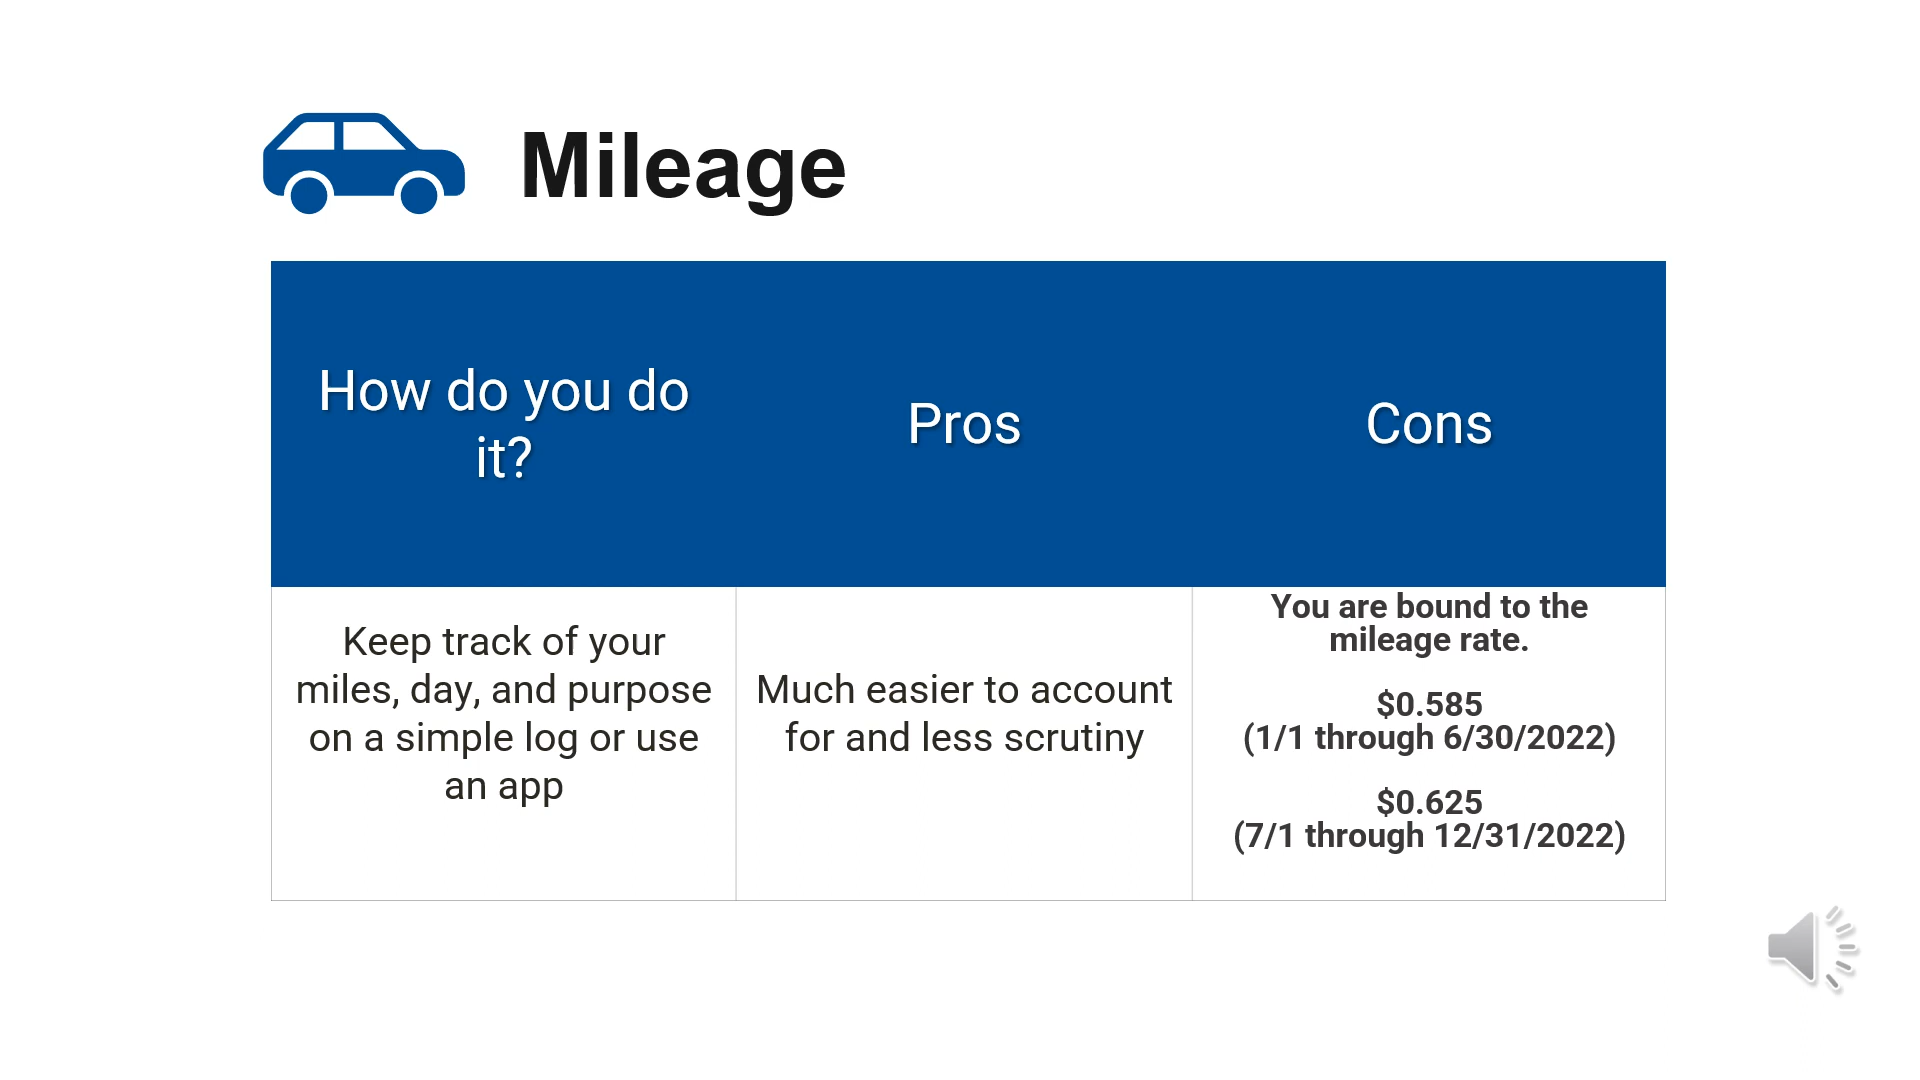 Mileage
How do you do
it?
Pros
Cons
Keep track of your
miles, day, and purpose
on a simple log or use
an app
Much easier to account
for and less scrutiny
You are bound to the
mileage rate.
$0.585
(1/1 through 6/30/2022)
$0.625
(7/1 through 12/31/2022)